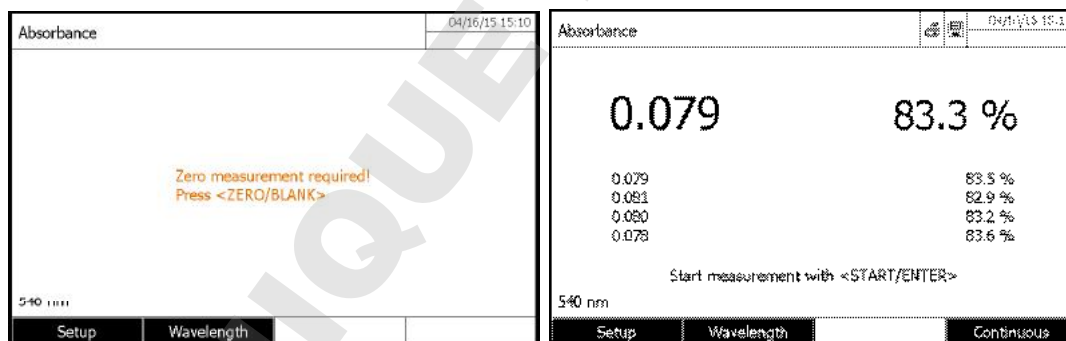 Absorbance
04/16/15 15:10
Zero measurement required!
Press <ZERO/BLANK>
540 nm
Setup Wavelength
Absorbance
0.079 83.3 %
0.079 83.5 %
0.081 82.9 %
0.080 83.2 %
0.078 83.6 %
Start measurement with <START/ENTER>
540 nm
Setup Wavelength Continuous
IQUE